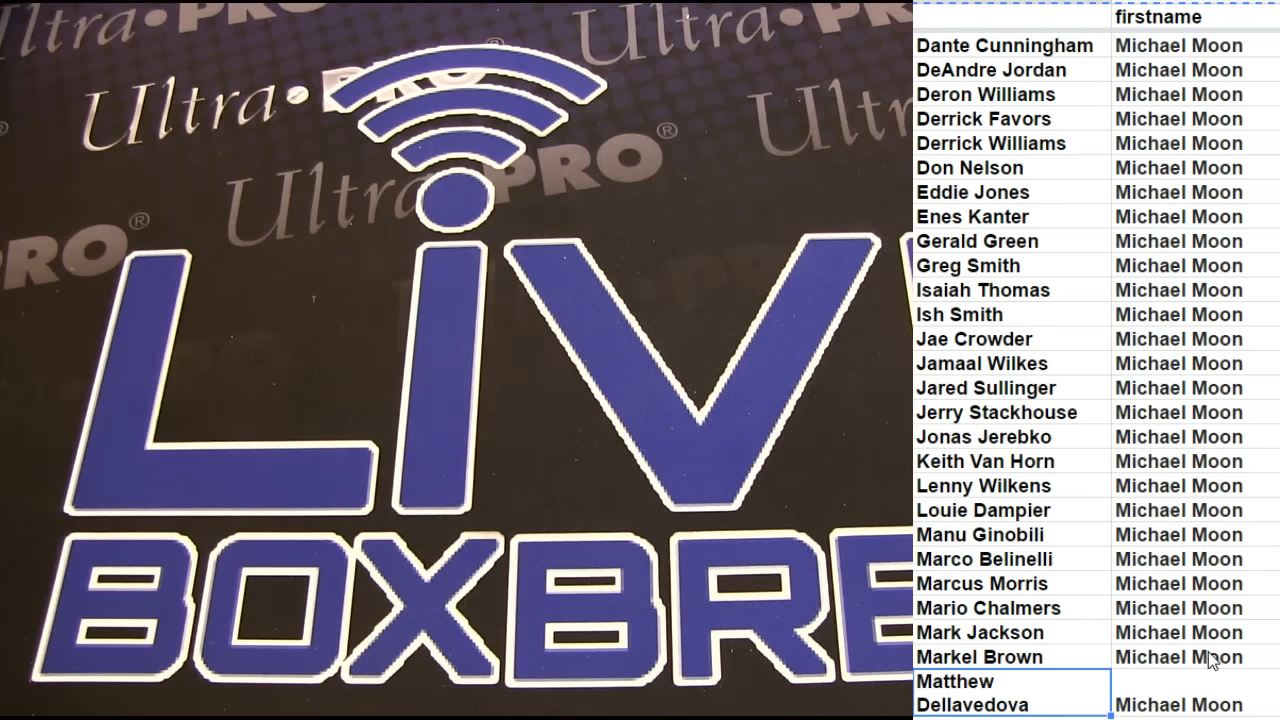 Ultra•PRO
Ultra•PRO
Ultra•PRO®
Ultra
Ultra PRO®
PRO®
LiV
BOXBRE
firstname
Dante Cunningham Michael Moon
DeAndre Jordan Michael Moon
Deron Williams Michael Moon
Derrick Favors Michael Moon
Derrick Williams Michael Moon
Don Nelson Michael Moon
Eddie Jones Michael Moon
Enes Kanter Michael Moon
Gerald Green Michael Moon
Greg Smith Michael Moon
Isaiah Thomas Michael Moon
Ish Smith Michael Moon
Jae Crowder Michael Moon
Jamaal Wilkes Michael Moon
Jared Sullinger Michael Moon
Jerry Stackhouse Michael Moon
Jonas Jerebko Michael Moon
Keith Van Horn Michael Moon
Lenny Wilkens Michael Moon
Louie Dampier Michael Moon
Manu Ginobili Michael Moon
Marco Belinelli Michael Moon
Marcus Morris Michael Moon
Mario Chalmers Michael Moon
Mark Jackson Michael Moon
Markel Brown Michael Moon
Matthew
Dellavedova Michael Moon